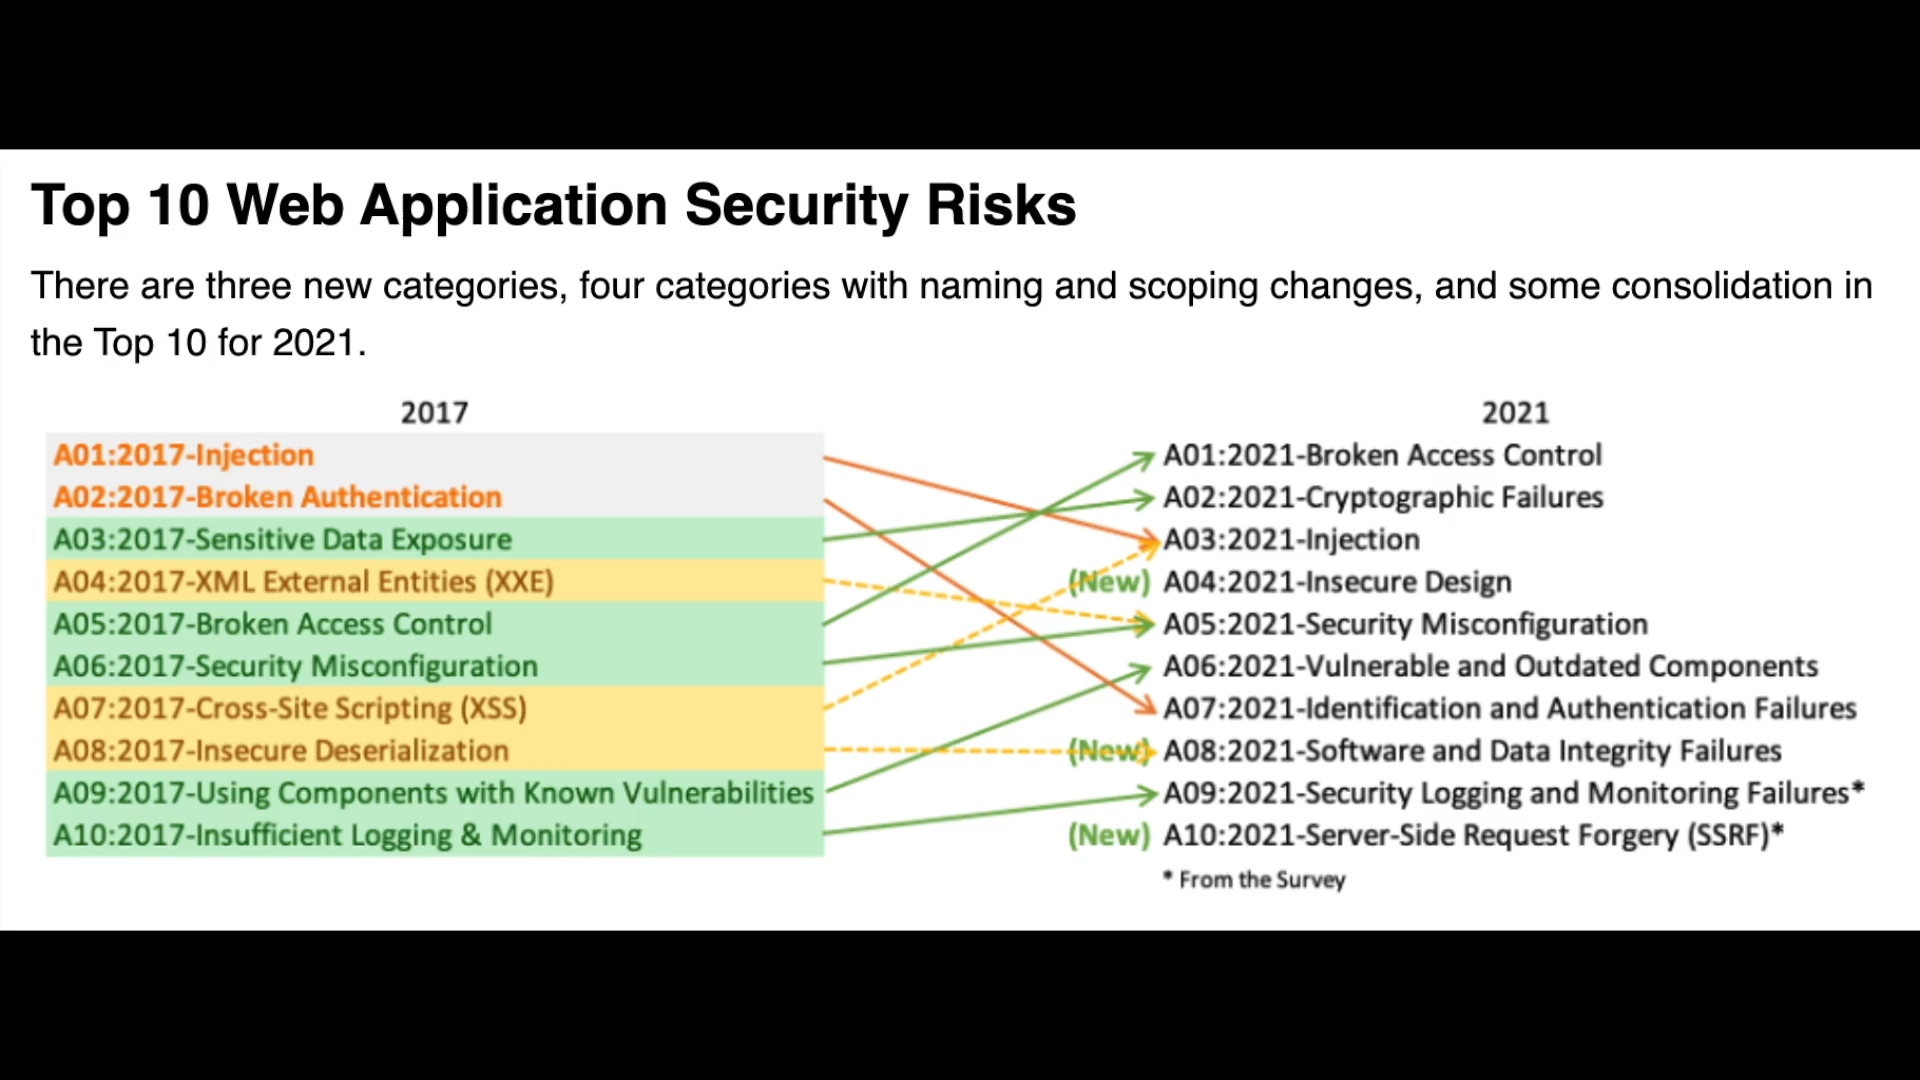 Top 10 Web Application Security Risks
There are three new categories, four categories with naming and scoping changes, and some consolidation in
the Top 10 for 2021.
2017
A01:2017-Injection
A02:2017-Broken Authentication
A03:2017-Sensitive Data Exposure
A04:2017-XML External Entities (XXE)
A05:2017-Broken Access Control
A06:2017-Security Misconfiguration
A07:2017-Cross-Site Scripting (XSS)
A08:2017-Insecure Deserialization
A09:2017-Using Components with Known Vulnerabilities
A10:2017-Insufficient Logging & Monitoring
2021
A01:2021-Broken Access Control
A02:2021-Cryptographic Failures
A03:2021-Injection
(New) A04:2021-Insecure Design
A05:2021-Security Misconfiguration
A06:2021-Vulnerable and Outdated Components
A07:2021-Identification and Authentication Failures
(New) A08:2021-Software and Data Integrity Failures
A09:2021-Security Logging and Monitoring Failures*
(New) A10:2021-Server-Side Request Forgery (SSRF)*
* From the Survey